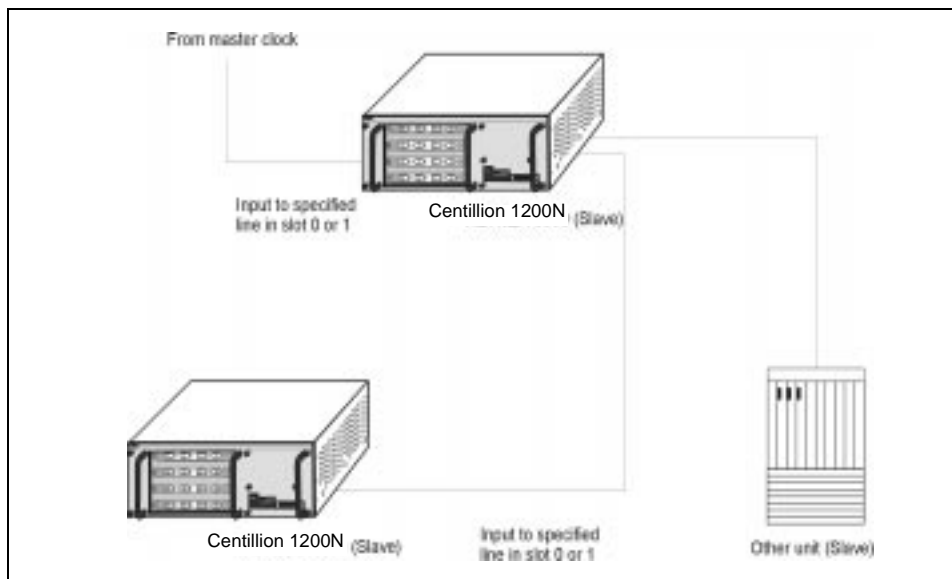 From master clock
Input to specified
line in slot 0 or 1
Centillion 1200N (Slave)
Centillion 1200N (Slave)
Input to specified
line in slot 0 or 1
Other unit (Slave)